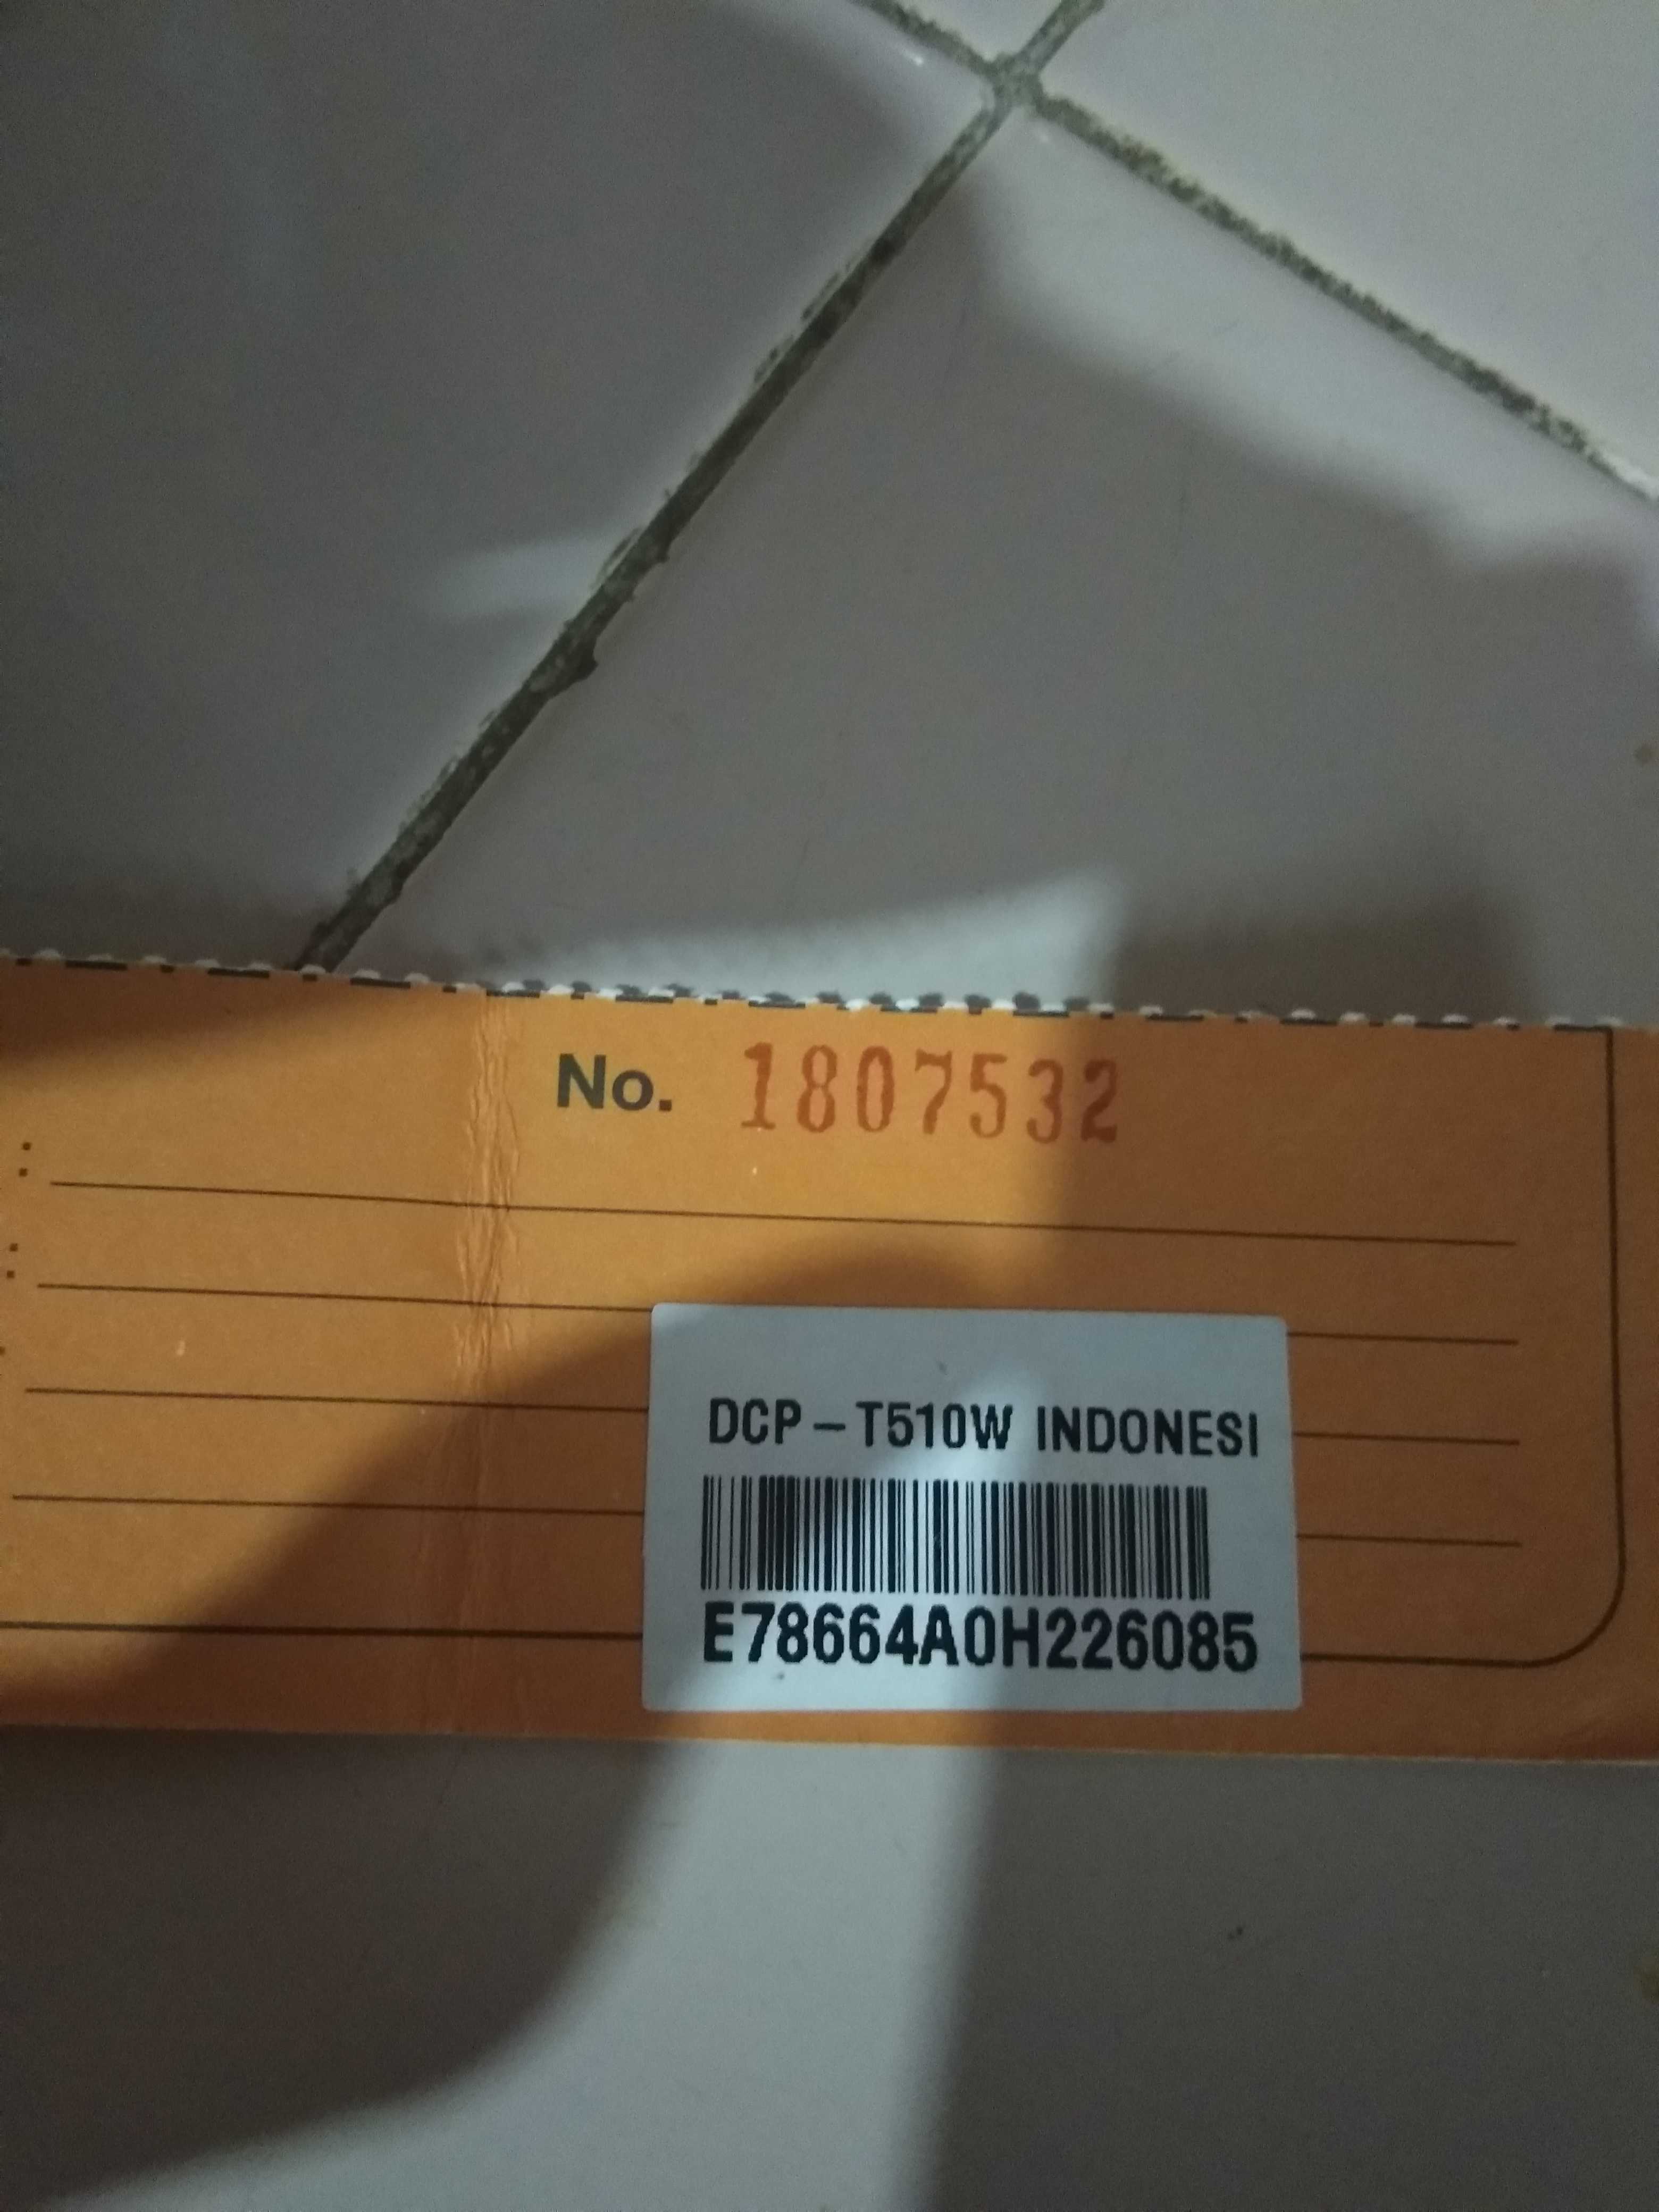 No. 1807532
:
:
:
DCP-T510W INDONESI
E78664A0H226085